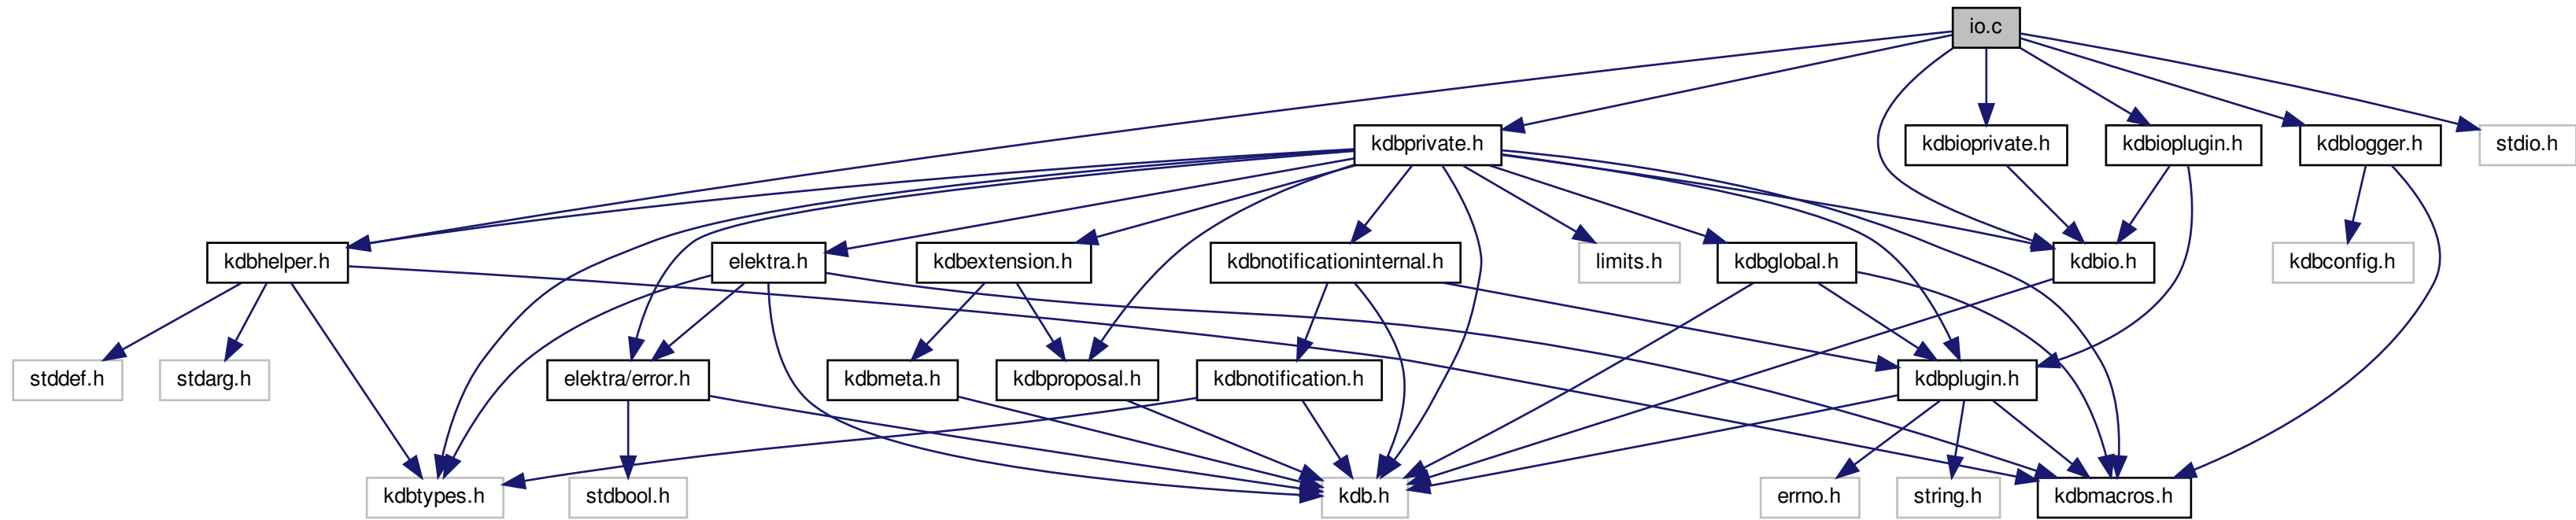 io.c
kdbprivate.h
kdbioprivate.h
kdbioplugin.h
kdblogger.h
stdio.h
kdbhelper.h
elektra.h
kdbextension.h
kdbnotificationinternal.h
limits.h
kdbglobal.h
kdbio.h
kdbconfig.h
stddef.h
stdarg.h
elektra/error.h
kdbmeta.h
kdbproposal.h
kdbnotification.h
kdbplugin.h
kdbtypes.h
stdbool.h
kdb.h
errno.h
string.h
kdbmacros.h